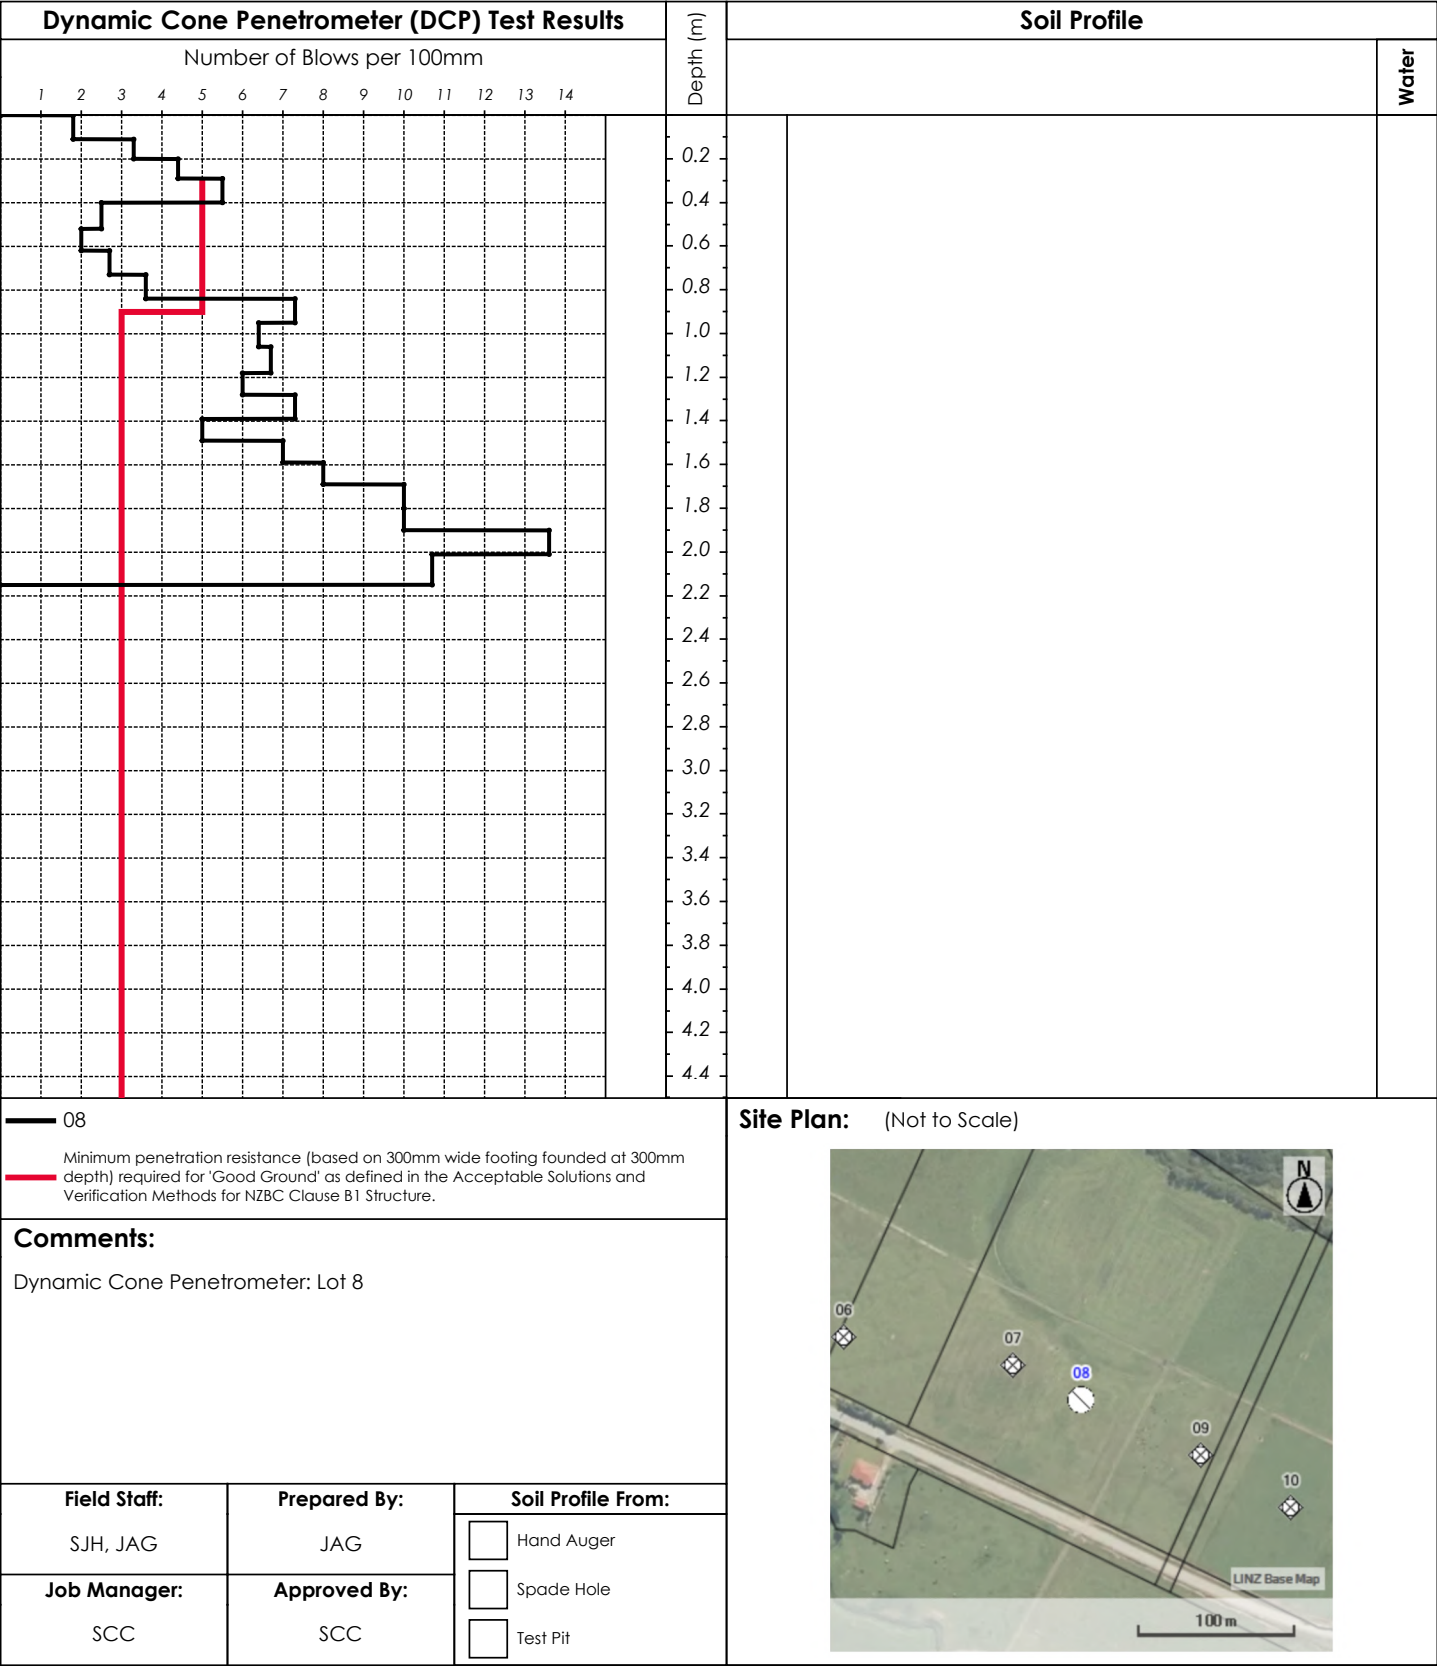 Dynamic Cone Penetrometer (DCP) Test Results
Number of Blows per 100mm
1 2 3 4 5 6 7 8 9 10 11 12 13 14
Depth (m)
Soil Profile
Water
0.2
0.4
0.6
0.8
1.0
1.2
1.4
1.6
1.8
2.0
2.2
2.4
2.6
2.8
3.0
3.2
3.4
3.6
3.8
4.0
4.2
4.4
08
Minimum penetration resistance (based on 300mm wide footing founded at 300mm
depth) required for 'Good Ground' as defined in the Acceptable Solutions and
Verification Methods for NZBC Clause B1 Structure.
Comments:
Dynamic Cone Penetrometer: Lot 8
Field Staff:
SJH, JAG
Prepared By:
JAG
Job Manager:
SCC
Approved By:
SCC
Soil Profile From:
Hand Auger
Spade Hole
Test Pit
Site Plan: (Not to Scale)
N
06
07
08
09
10
LINZ Base Map
100 m